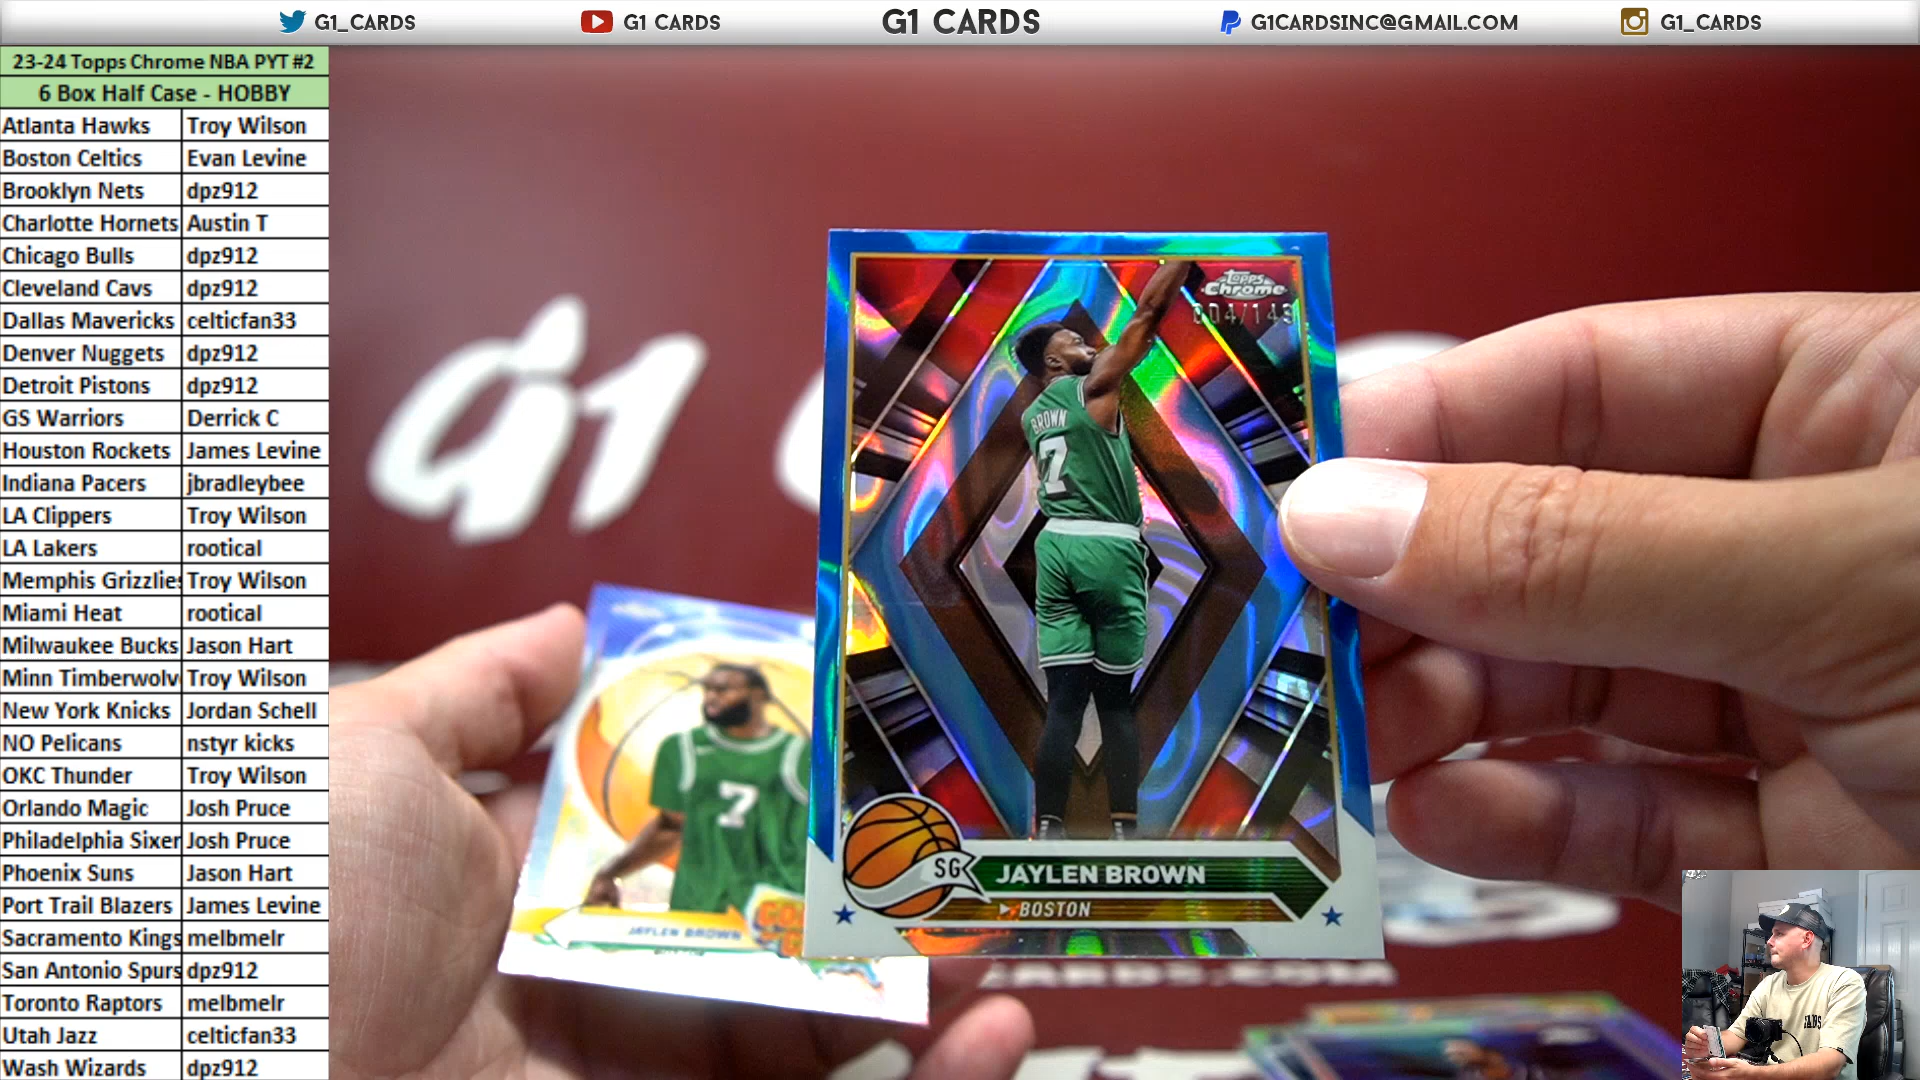 G1_CARDS G1 CARDS G1 CARDS G1CARDSINC@GMAIL.COM G1_CARDS
23-24 Topps Chrome NBA PYT #2
6 Box Half Case - HOBBY
Atlanta Hawks Troy Wilson
Boston Celtics Evan Levine
Brooklyn Nets dpz912
Charlotte Hornets Austin T
Chicago Bulls dpz912
Cleveland Cavs dpz912
Dallas Mavericks celticfan33
Denver Nuggets dpz912
Detroit Pistons dpz912
GS Warriors Derrick C
Houston Rockets James Levine
Indiana Pacers jbradleybee
LA Clippers Troy Wilson
LA Lakers rootical
Memphis Grizzlies Troy Wilson
Miami Heat rootical
Milwaukee Bucks Jason Hart
Minn Timberwolv Troy Wilson
New York Knicks Jordan Schell
NO Pelicans nstyr kicks
OKC Thunder Troy Wilson
Orlando Magic Josh Pruce
Philadelphia Sixer Josh Pruce
Phoenix Suns Jason Hart
Port Trail Blazers James Levine
Sacramento Kings melbmelr
San Antonio Spurs dpz912
Toronto Raptors melbmelr
Utah Jazz celticfan33
Wash Wizards dpz912
G1
Topps
Chrome
004/149
BROWN
7
SG
JAYLEN BROWN
BOSTON
7
JAYLEN BROWN